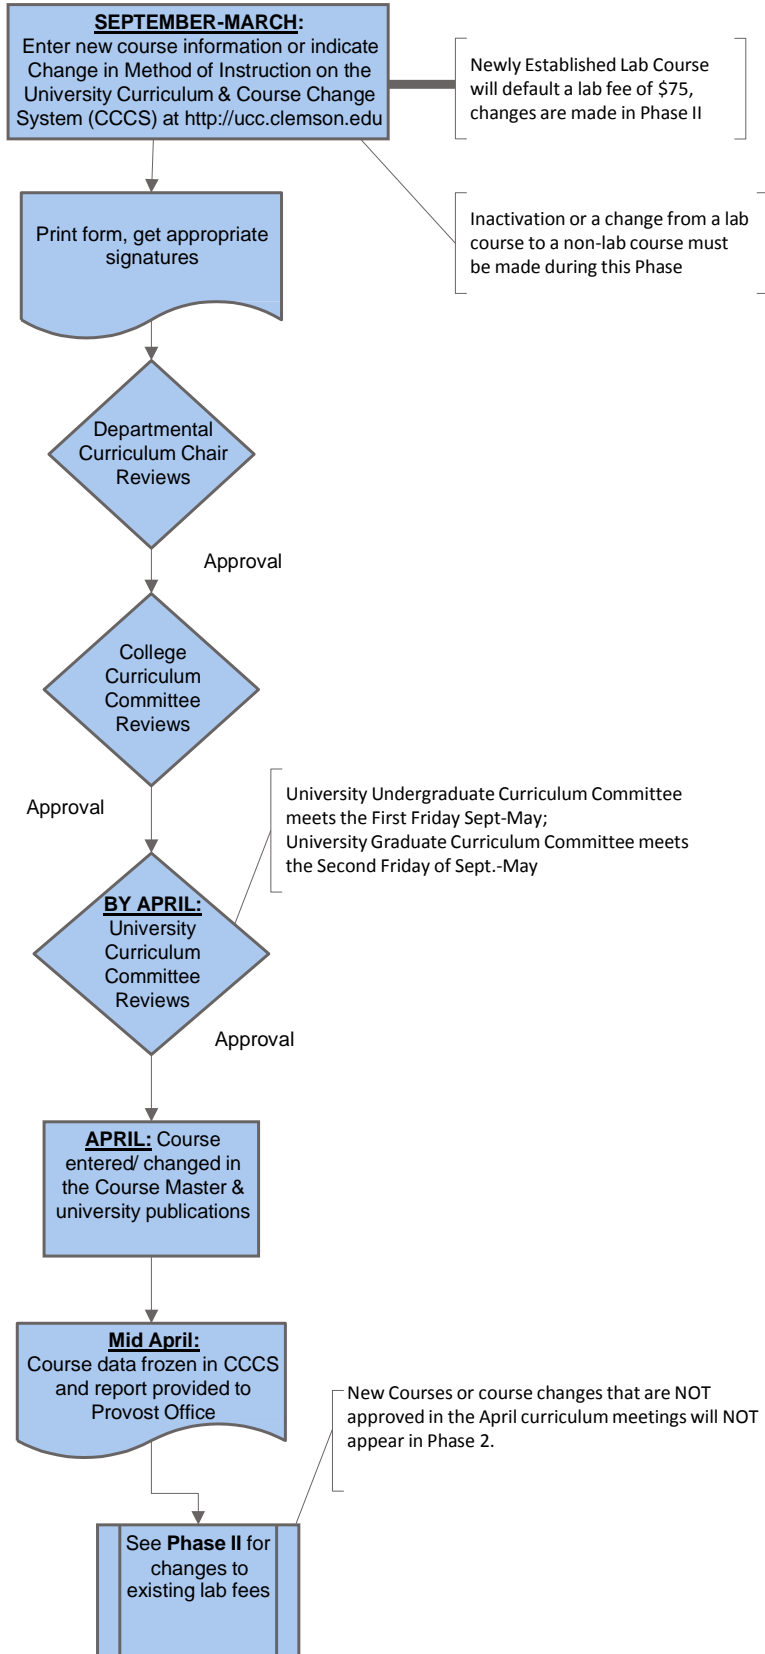 SEPTEMBER-MARCH:
Enter new course information or indicate
Change in Method of Instruction on the
University Curriculum & Course Change
System (CCCS) at http://ucc.clemson.edu
Newly Established Lab Course
will default a lab fee of $75,
changes are made in Phase II
Inactivation or a change from a lab
course to a non-lab course must
be made during this Phase
Print form, get appropriate
signatures
Departmental
Curriculum Chair
Reviews
Approval
College
Curriculum
Committee
Reviews
Approval
University Undergraduate Curriculum Committee
meets the First Friday Sept-May;
University Graduate Curriculum Committee meets
the Second Friday of Sept.-May
BY APRIL:
University
Curriculum
Committee
Reviews
Approval
APRIL: Course
entered/ changed in
the Course Master &
university publications
Mid April:
Course data frozen in CCCS
and report provided to
Provost Office
New Courses or course changes that are NOT
approved in the April curriculum meetings will NOT
appear in Phase 2.
See Phase II for
changes to
existing lab fees